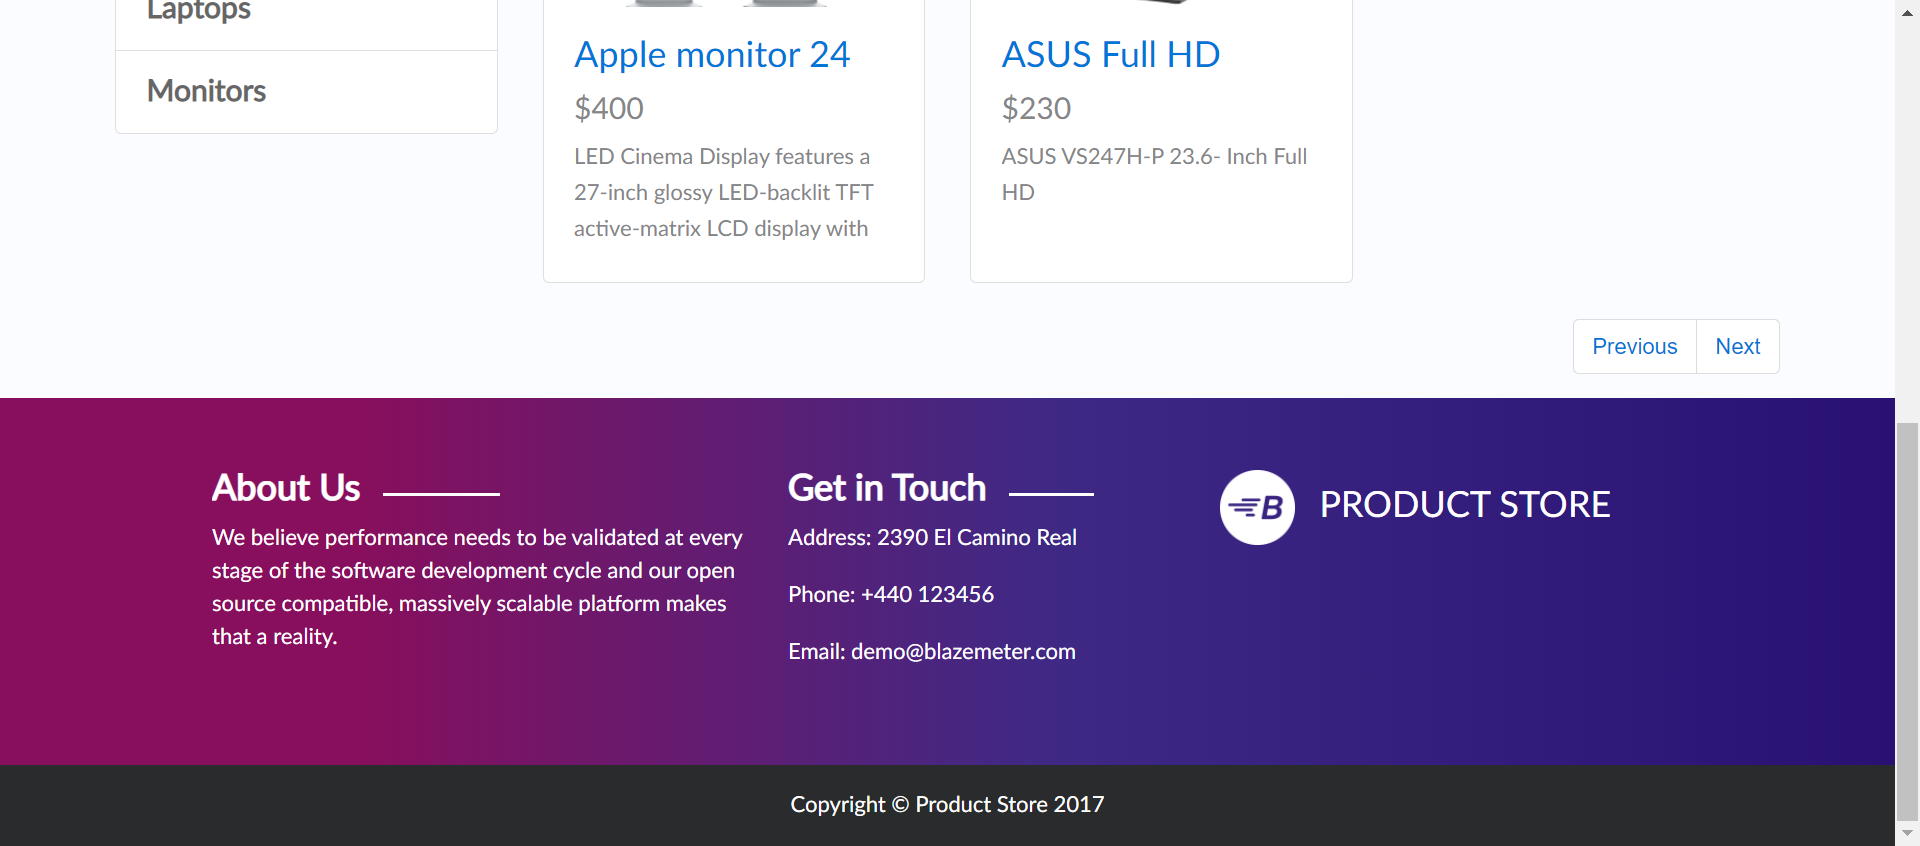 Laptops
Monitors
Apple monitor 24
$400
LED Cinema Display features a
27-inch glossy LED-backlit TFT
active-matrix LCD display with
ASUS Full HD
$230
ASUS VS247H-P 23.6- Inch Full
HD
Previous
Next
About Us
We believe performance needs to be validated at every
stage of the software development cycle and our open
source compatible, massively scalable platform makes
that a reality.
Get in Touch
Address: 2390 El Camino Real
Phone: +440 123456
Email: demo@blazemeter.com
B
PRODUCT STORE
Copyright © Product Store 2017